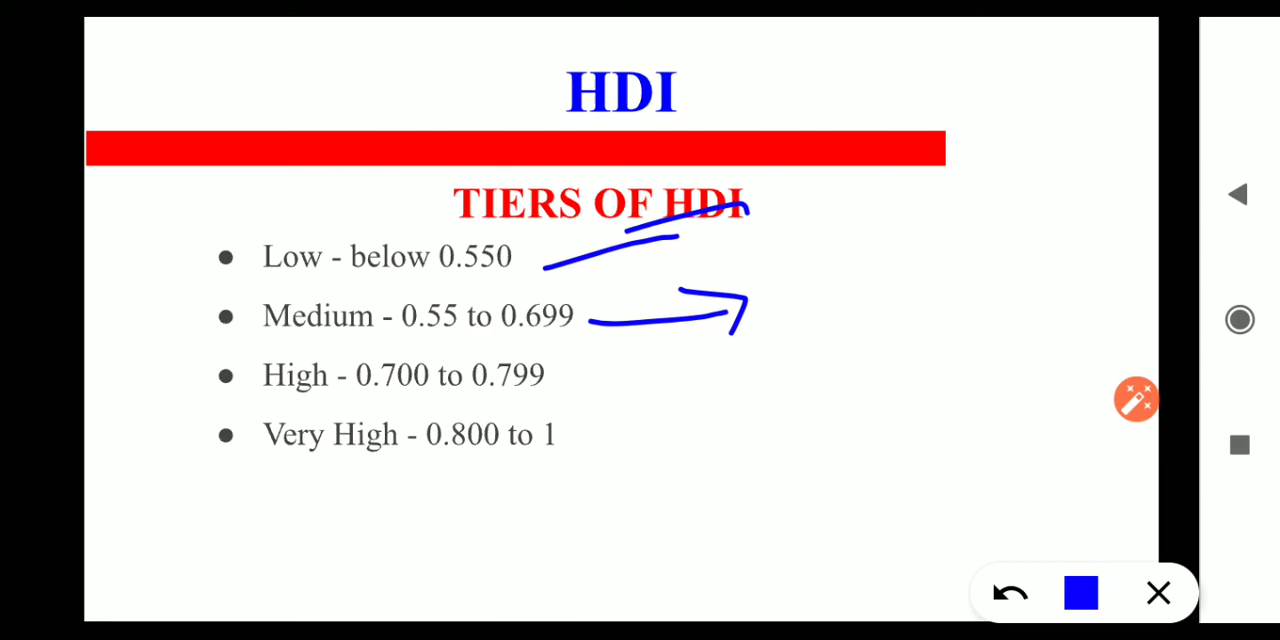 HDI
TIERS OF HDI
● Low - below 0.550
● Medium - 0.55 to 0.699
● High - 0.700 to 0.799
● Very High - 0.800 to 1